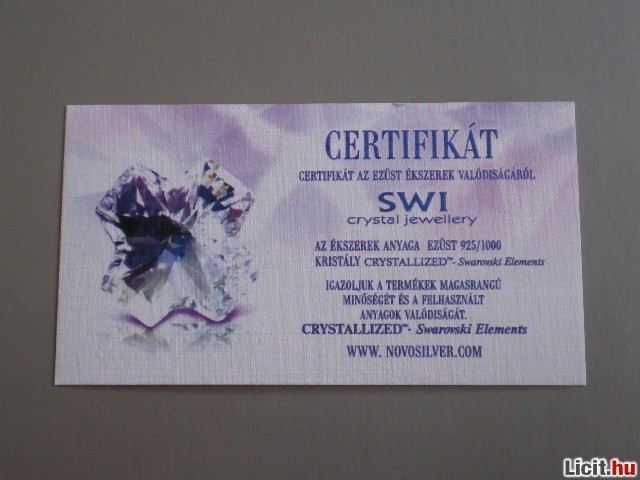 CERTIFIKÁT
CERTIFIKÁT AZ EZÜST ÉKSZEREK VALÓDISÁGÁRÓL
SWI
crystal jewellery
AZ ÉKSZEREK ANYAGA EZÜST 925/1000
KRISTÁLY CRYSTALLIZED™- Swarovski Elements
IGAZOLJUK A TERMÉKEK MAGASRANGÚ
MINŐSÉGÉT ÉS A FELHASZNÁLT
ANYAGOK VALÓDISÁGÁT.
CRYSTALLIZED™- Swarovski Elements
WWW. NOVOSILVER.COM
Licit.hu